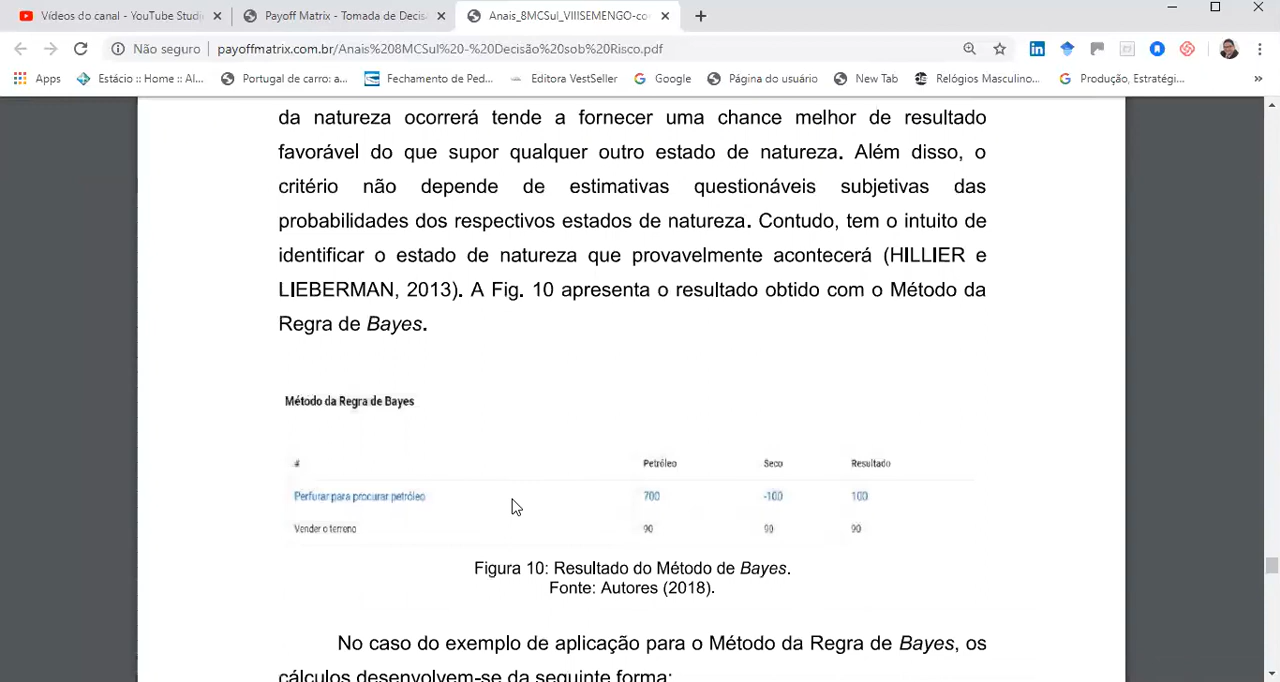 Vídeos do canal - YouTube Stud
Payoff Matrix - Tomada de Decis
Anais_8MCSul_VIIISEMENGO-co
Não seguro | payoffmatrix.com.br/Anais%208MCSul%20-%20Decisão%20sob%20Risco.pdf
Apps
Estácio :: Home :: Al...
Portugal de carro: a...
Fechamento de Ped...
Editora VestSeller
Google
Página do usuário
New Tab
Relógios Masculino...
Produção, Estratégi...
»
da natureza ocorrerá tende a fornecer uma chance melhor de resultado
favorável do que supor qualquer outro estado de natureza. Além disso, o
critério não depende de estimativas questionáveis subjetivas das
probabilidades dos respectivos estados de natureza. Contudo, tem o intuito de
identificar o estado de natureza que provavelmente acontecerá (HILLIER e
LIEBERMAN, 2013). A Fig. 10 apresenta o resultado obtido com o Método da
Regra de Bayes.
Método da Regra de Bayes
# Petróleo Seco Resultado
Perfurar para procurar petróleo 700 -100 100
Vender o terreno 90 90 90
Figura 10: Resultado do Método de Bayes.
Fonte: Autores (2018).
No caso do exemplo de aplicação para o Método da Regra de Bayes, os
cálculos desenvolvem-se da seguinte forma: